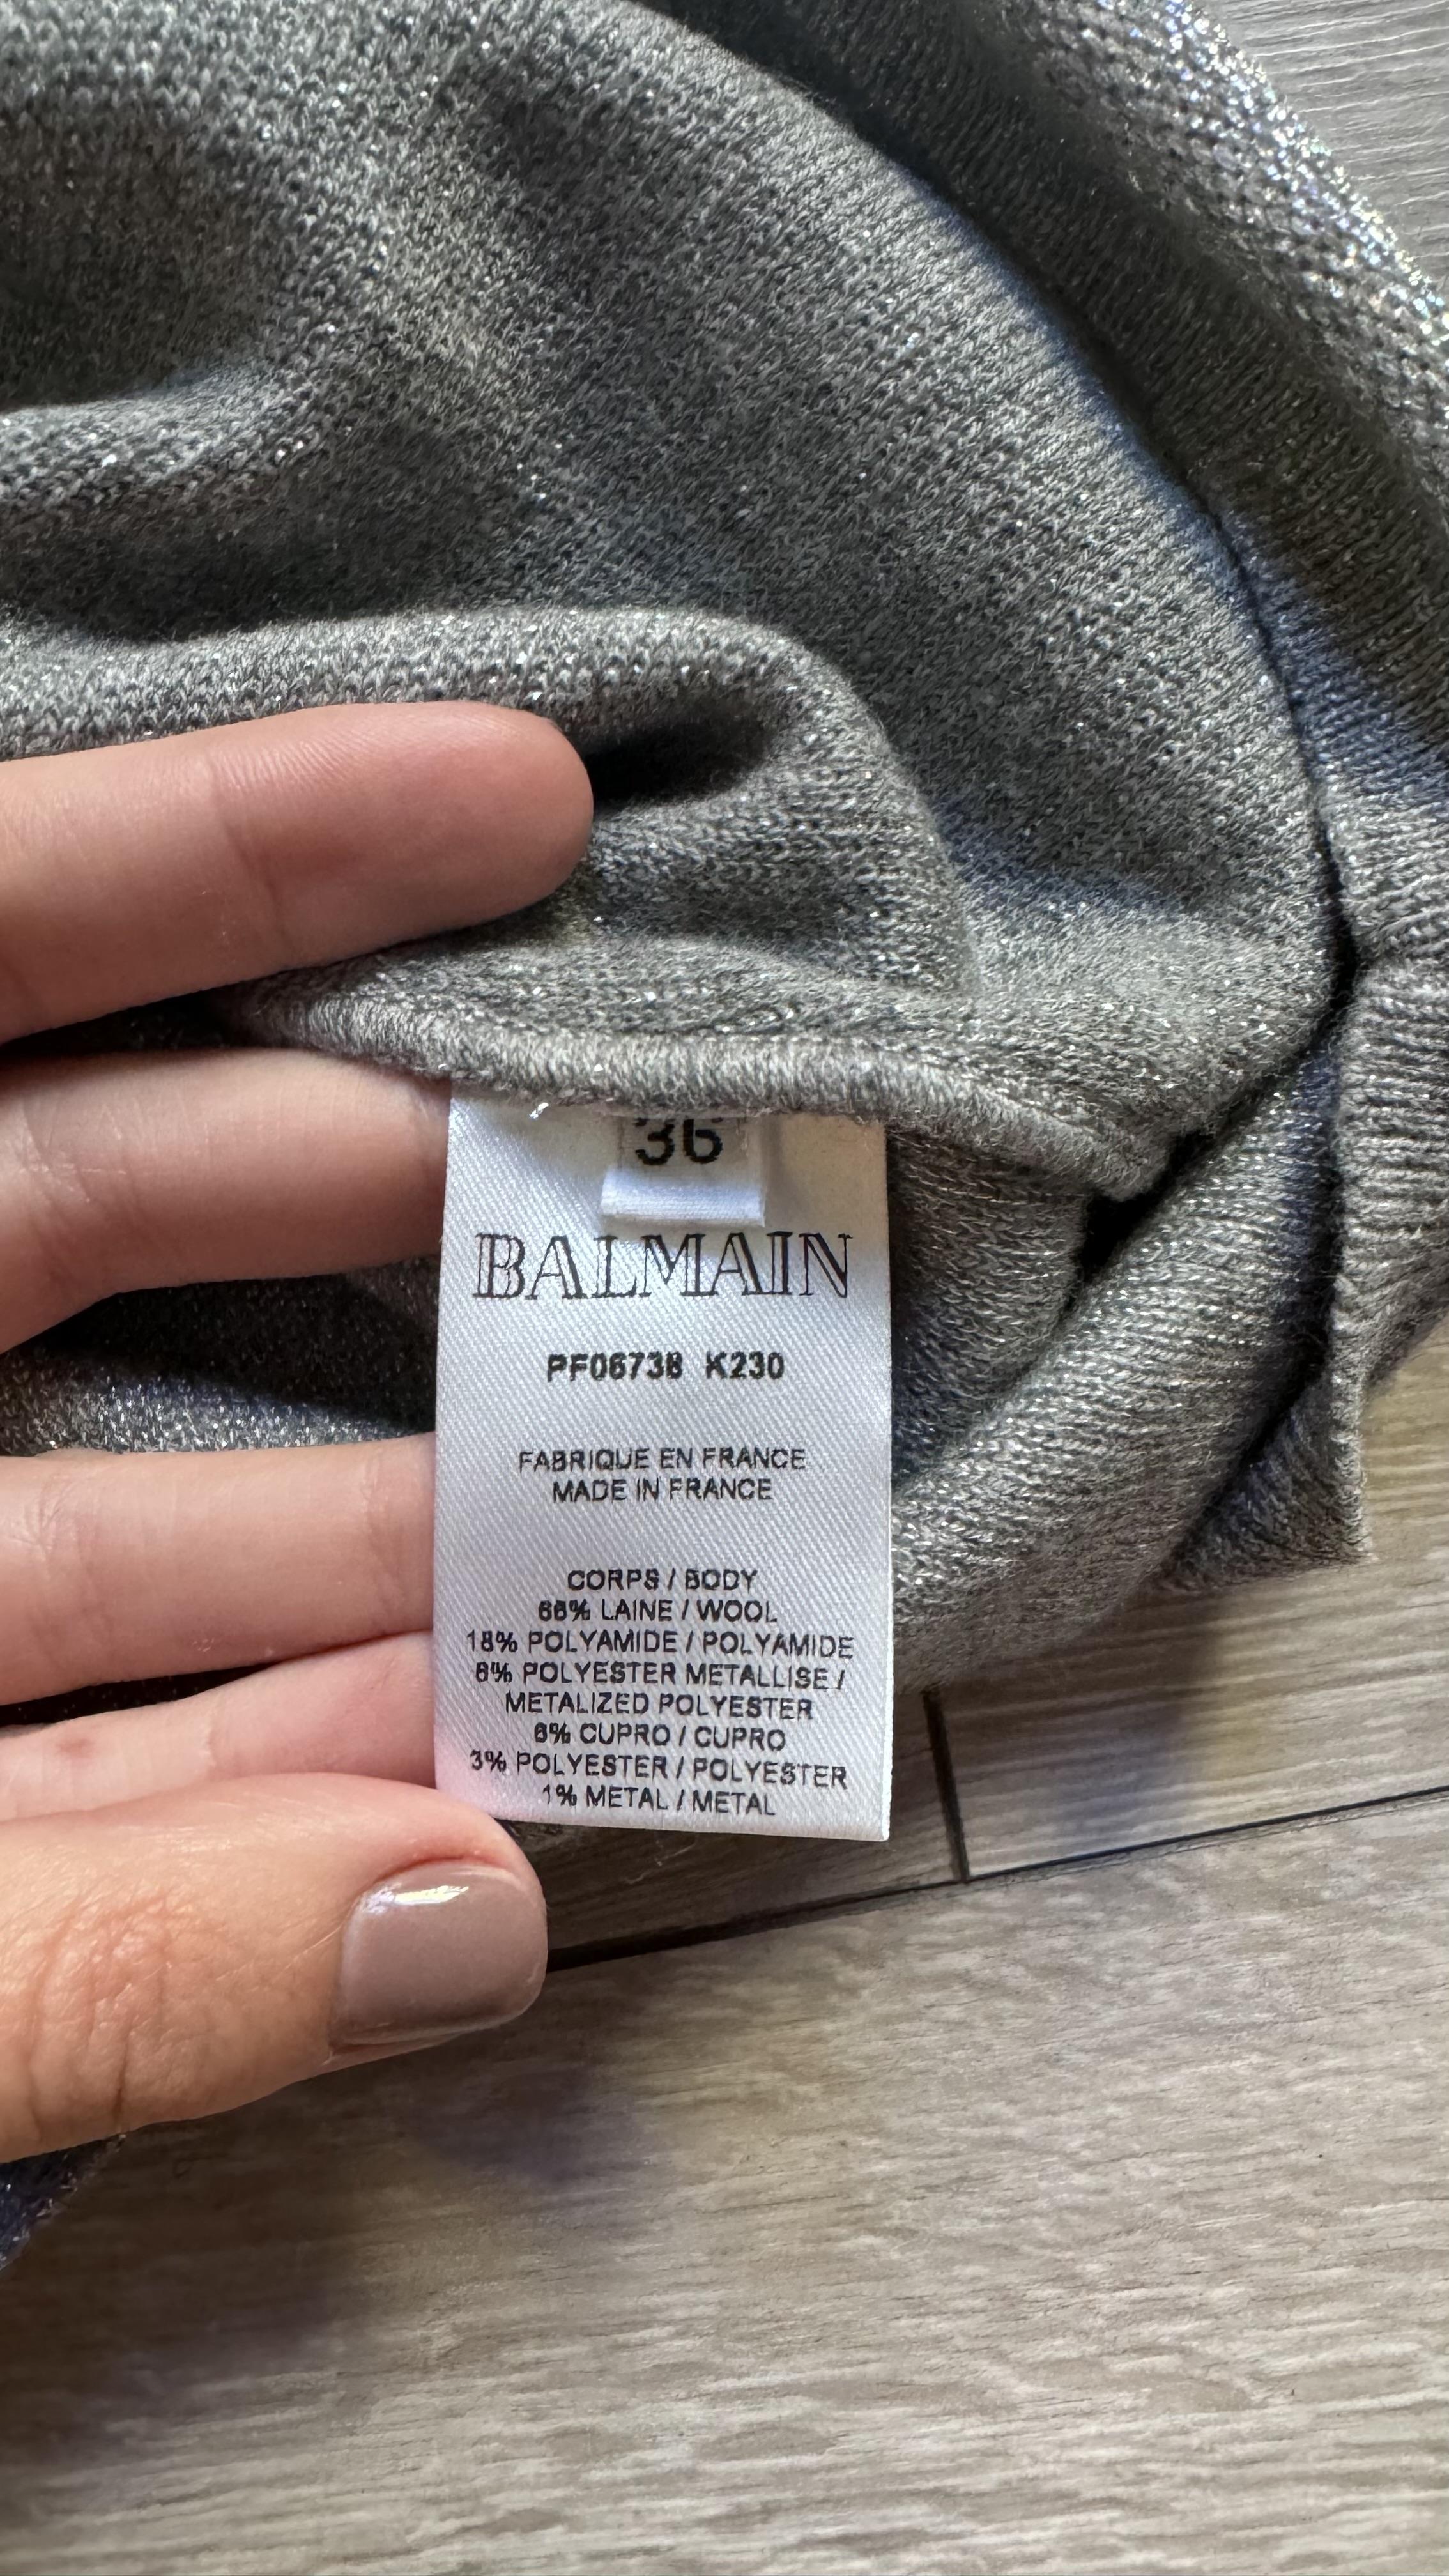 36
BALMAIN
PF06738 K230
FABRIQUE EN FRANCE
MADE IN FRANCE
CORPS / BODY
66% LAINE / WOOL
18% POLYAMIDE / POLYAMIDE
6% POLYESTER METALLISE /
METALIZED POLYESTER
6% CUPRO / CUPRO
3% POLYESTER / POLYESTER
1% METAL / METAL